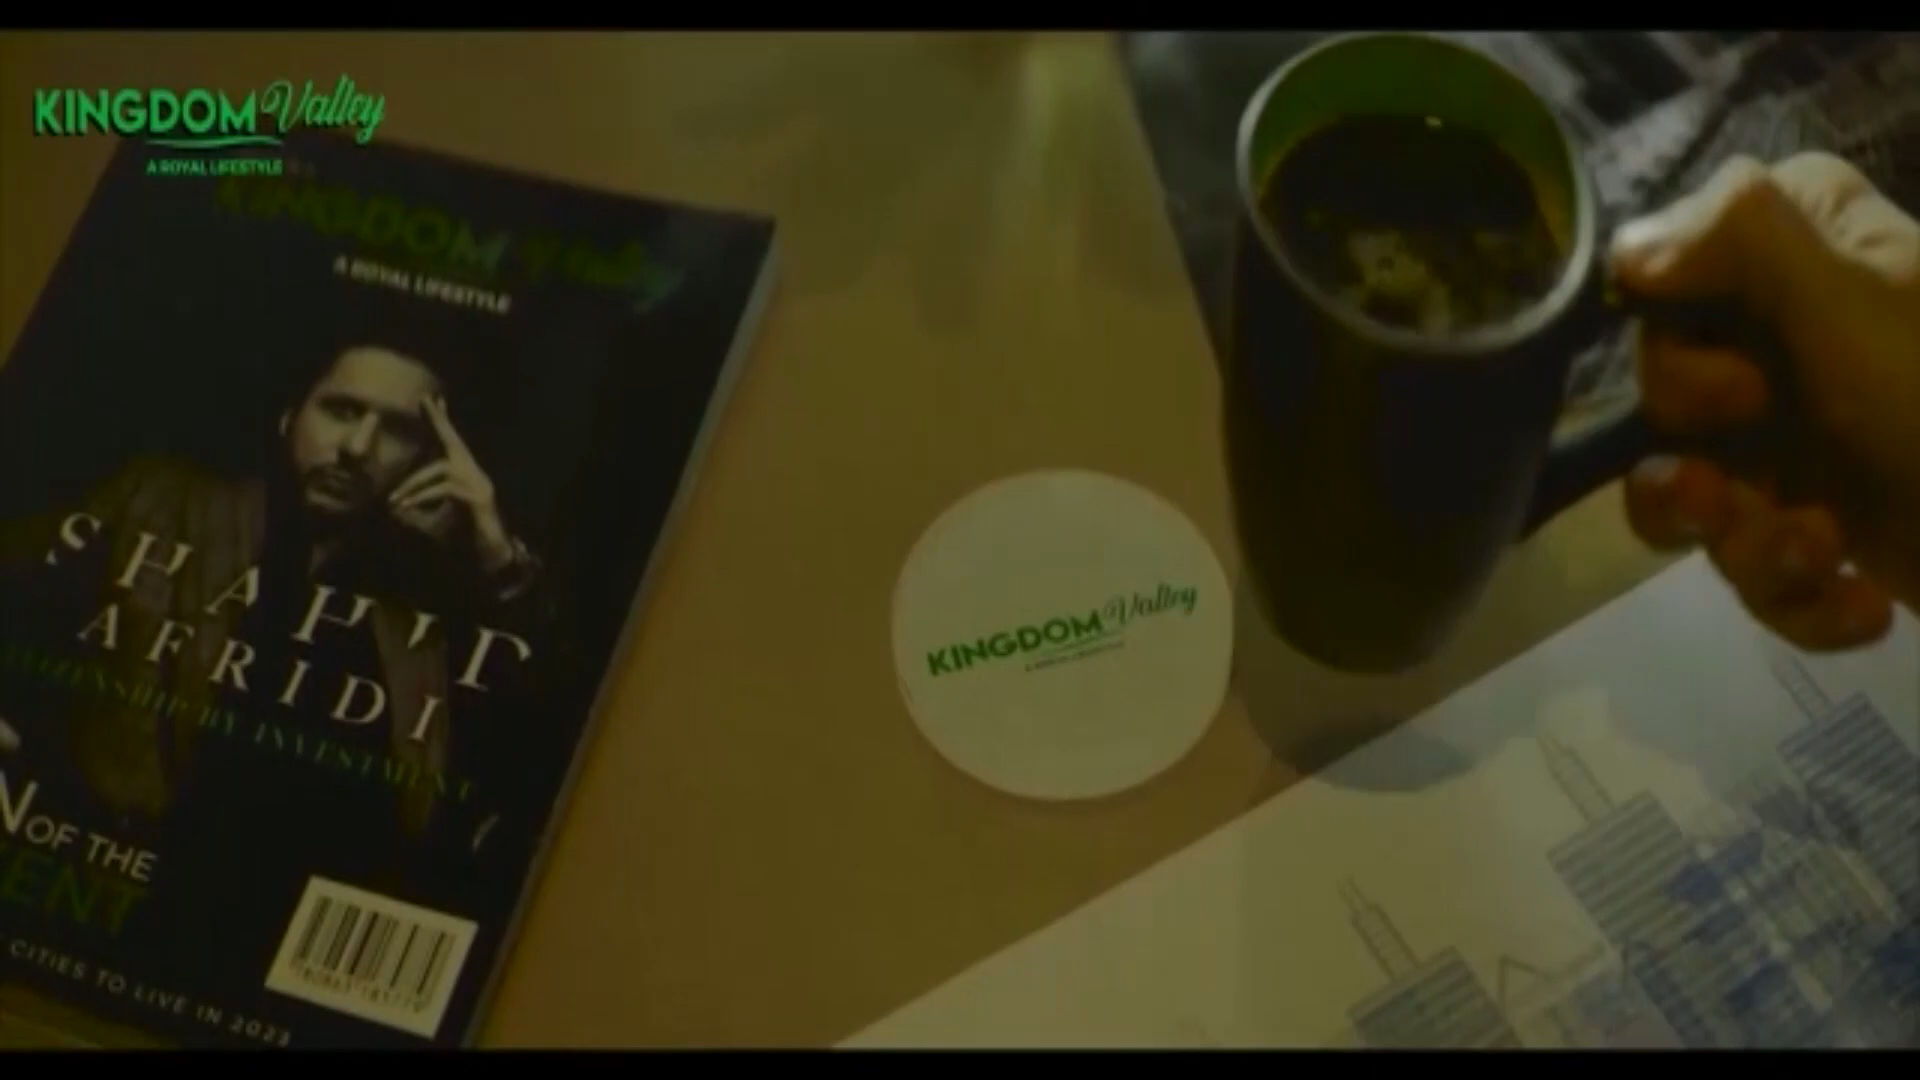 KINGDOM Valley
A ROYAL LIFESTYLE
KINGDOM Valley
A ROYAL LIFESTYLE
SHAHID
AFRIDI
BY INVESTMENT
OF THE
CITIES TO LIVE IN 2023
KINGDOM Valley